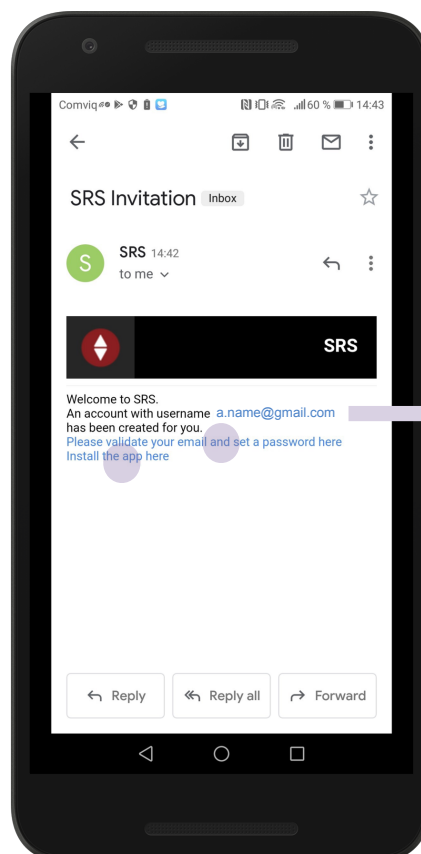 Comviq 60 % 14:43
SRS Invitation Inbox
S SRS 14:42
to me
SRS
Welcome to SRS.
An account with username a.name@gmail.com
has been created for you.
Please validate your email and set a password here
Install the app here
Reply Reply all Forward